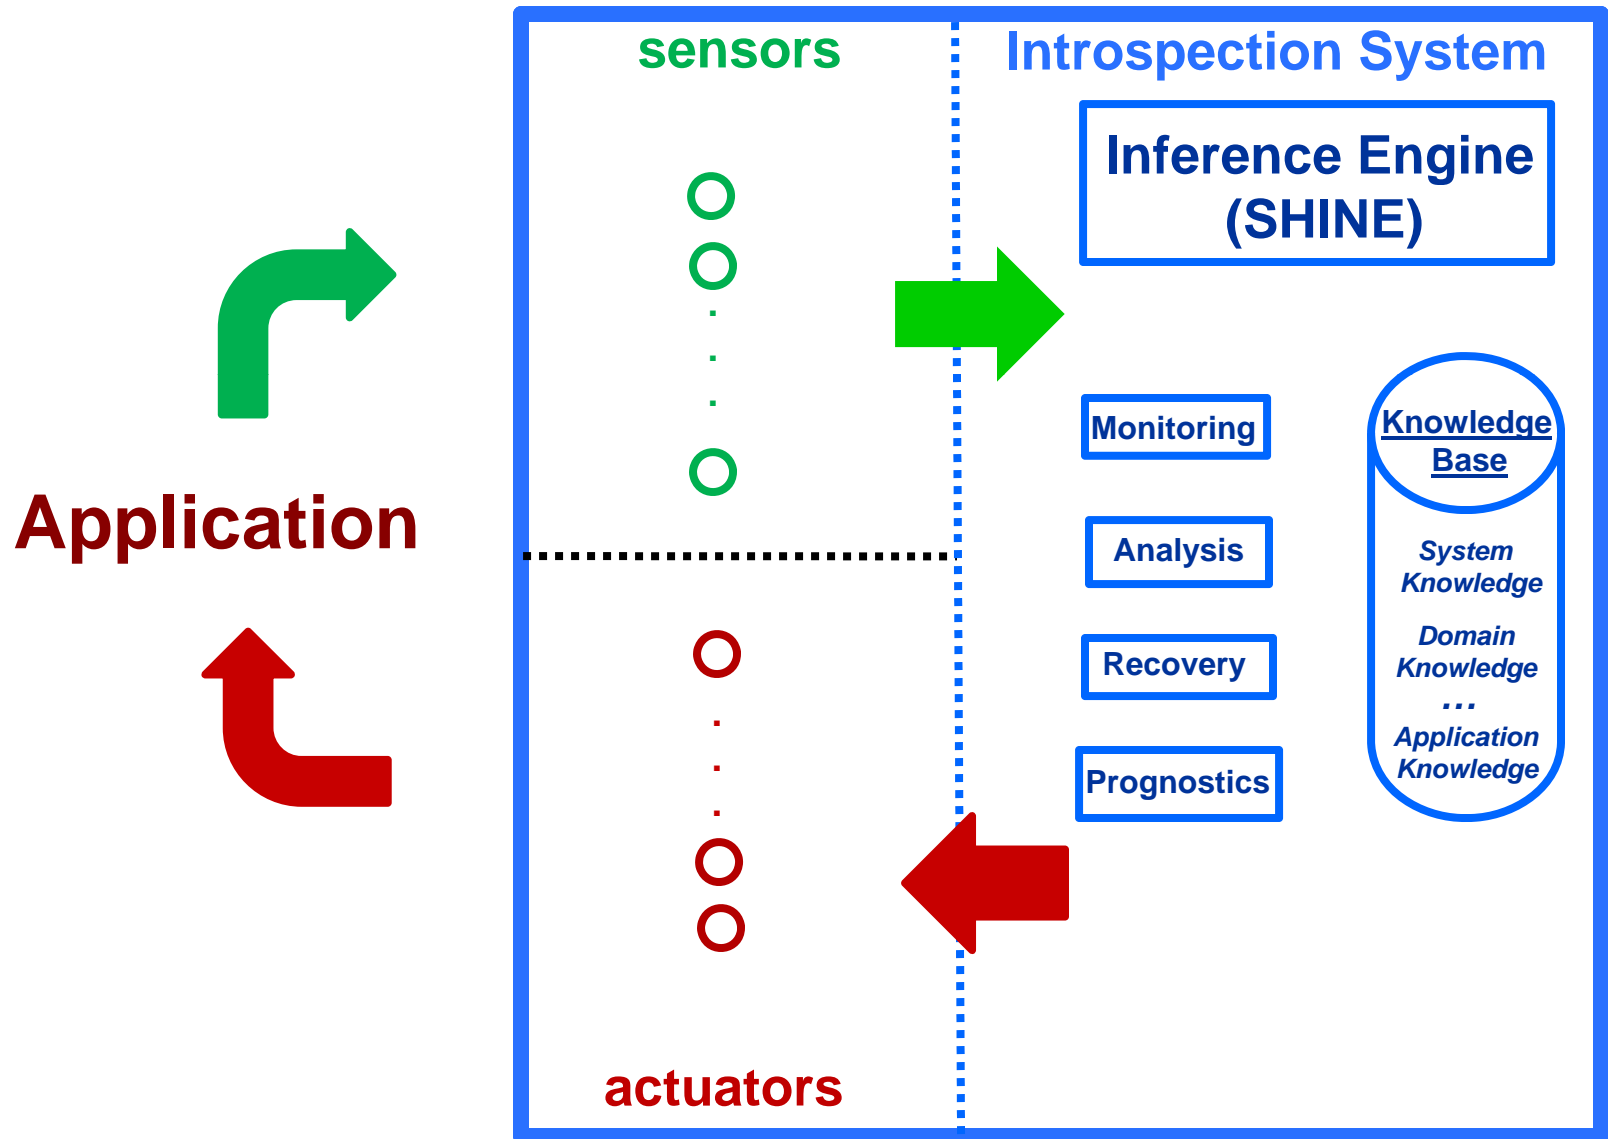 sensors
Introspection System
Inference Engine
(SHINE)
Monitoring
Knowledge
Base
Application
Analysis
System
Knowledge
Recovery
Domain
Knowledge
...
Application
Knowledge
Prognostics
actuators